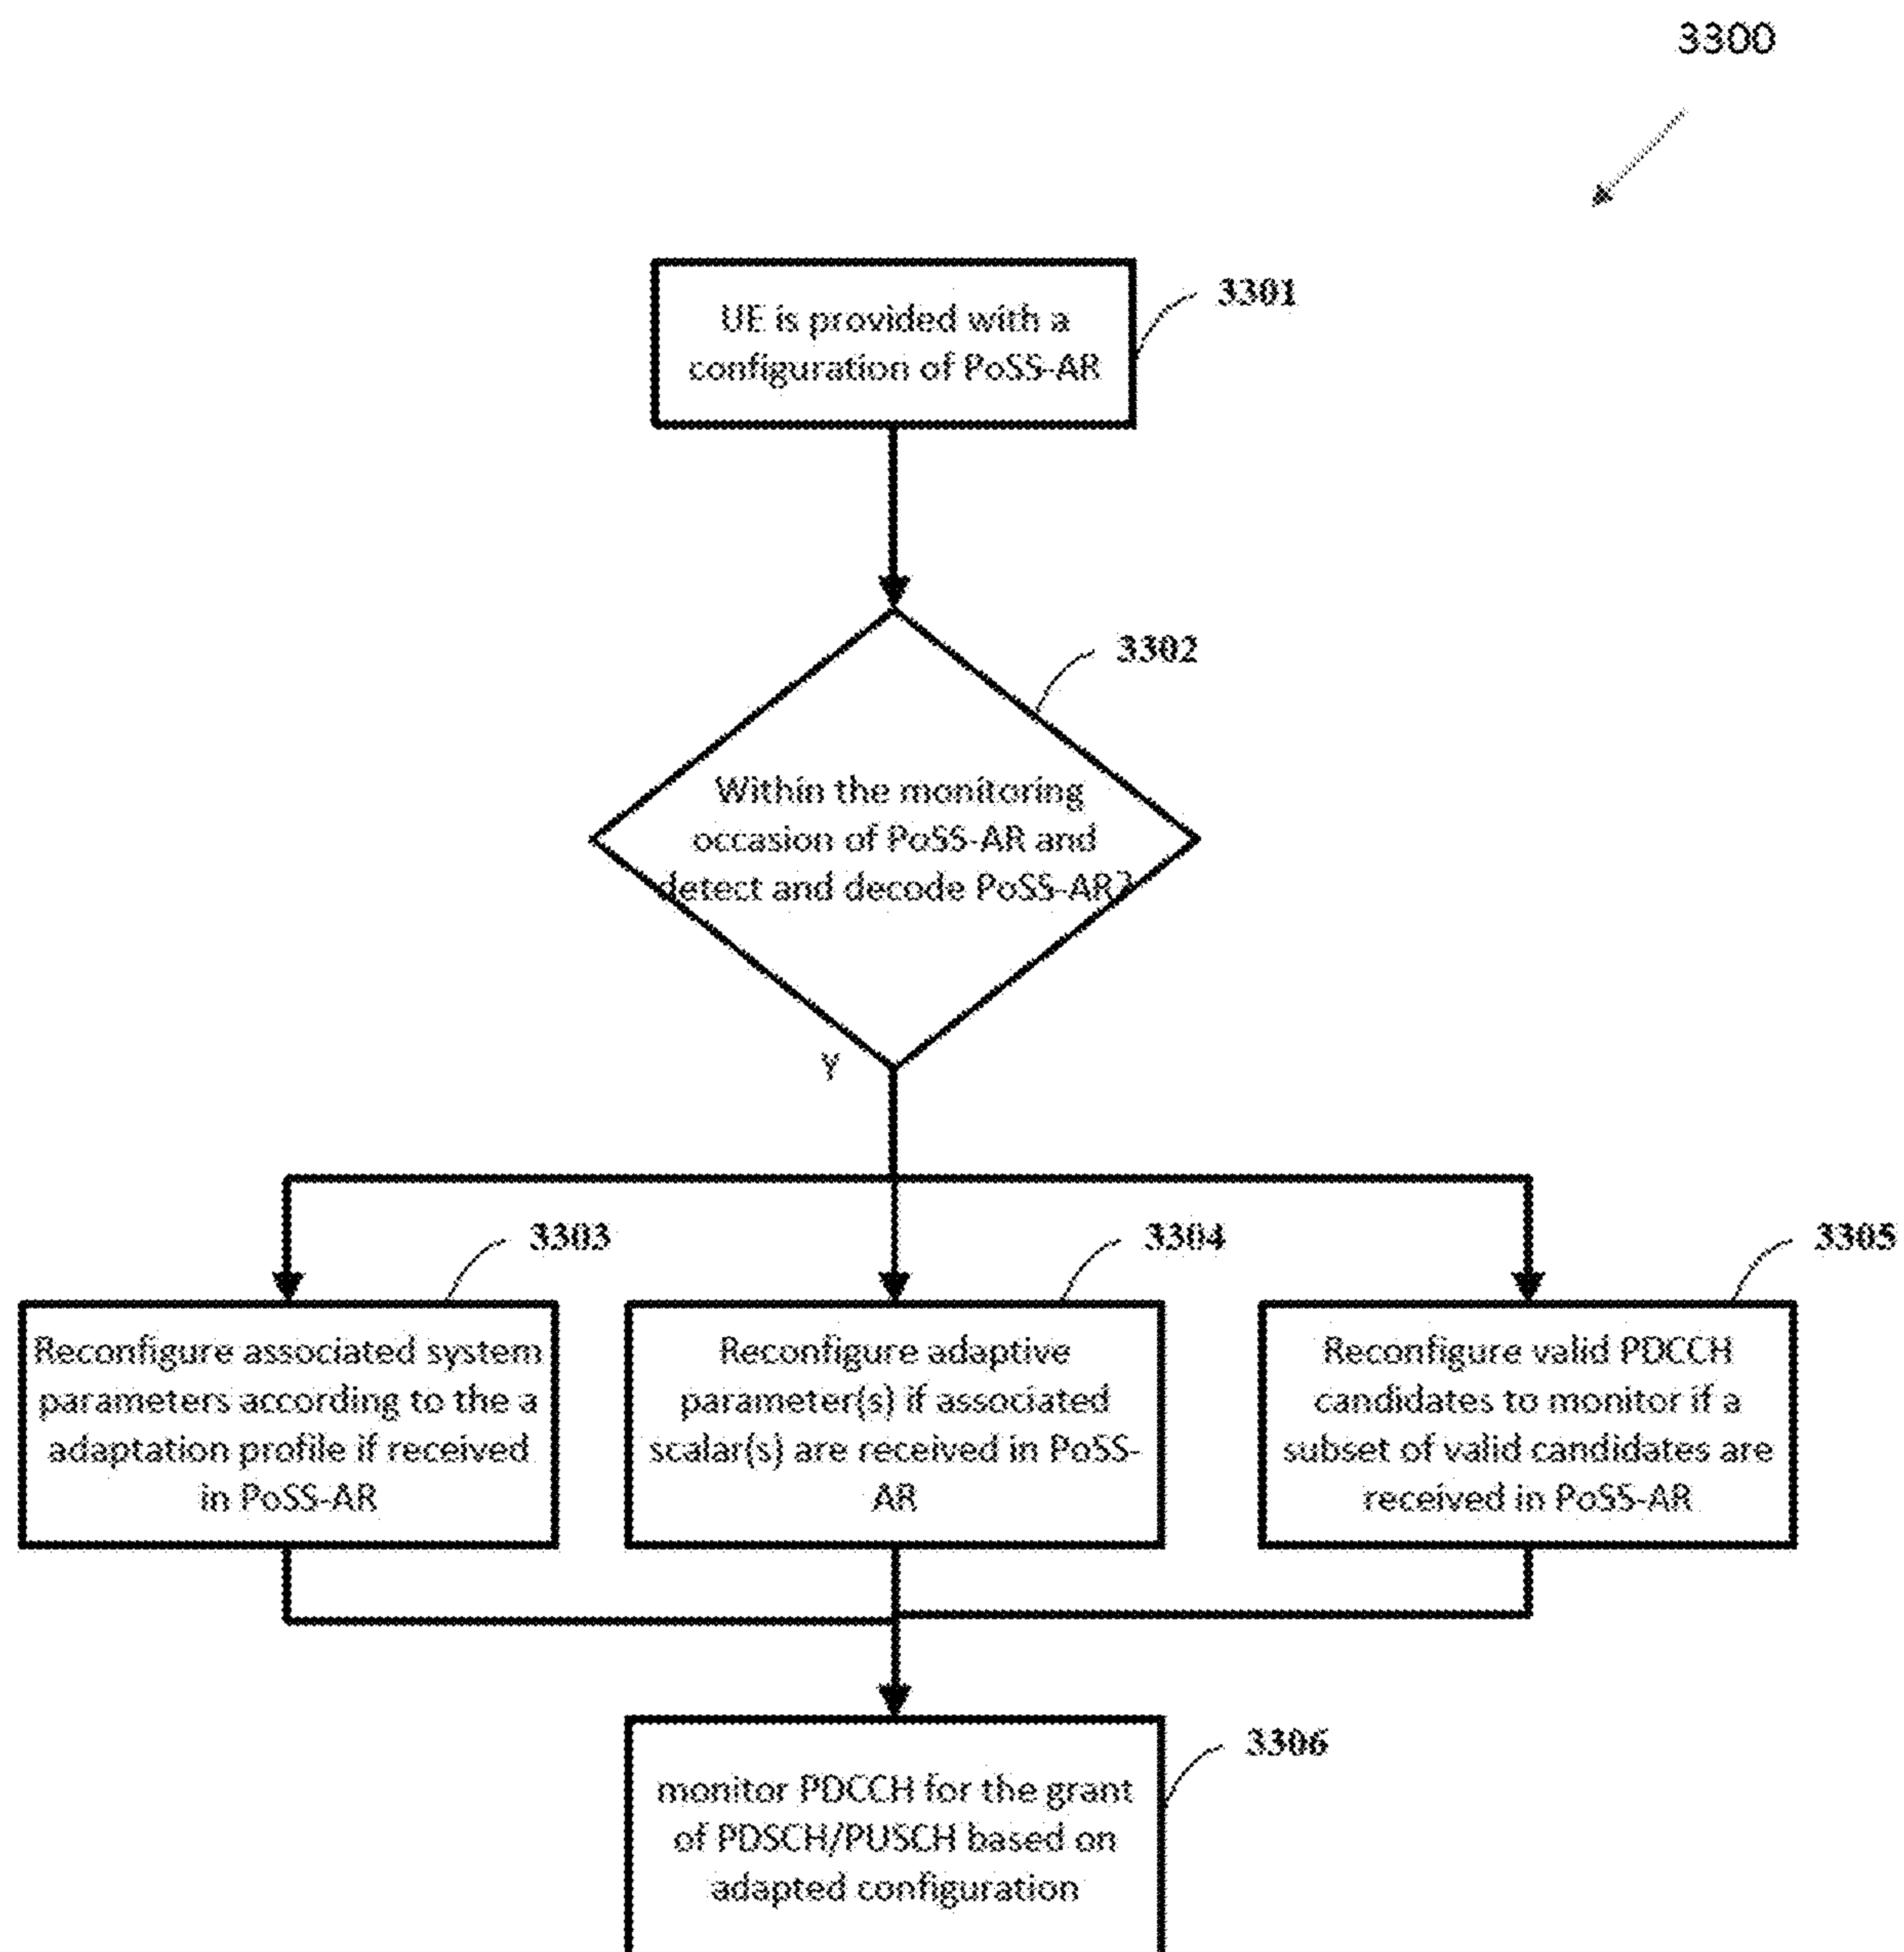 3300
UE is provided with a
configuration of PoSS-AR
3301
3302
Within the monitoring
occasion of PoSS-AR and
detect and decode PoSS-AR?
Y
3303
3304
3305
Reconfigure associated system
parameters according to the a
adaptation profile if received
in PoSS-AR
Reconfigure adaptive
parameter(s) if associated
scalar(s) are received in PoSS-
AR
Reconfigure valid PDCCH
candidates to monitor if a
subset of valid candidates are
received in PoSS-AR
3306
monitor PDCCH for the grant
of PDSCH/PUSCH based on
adapted configuration